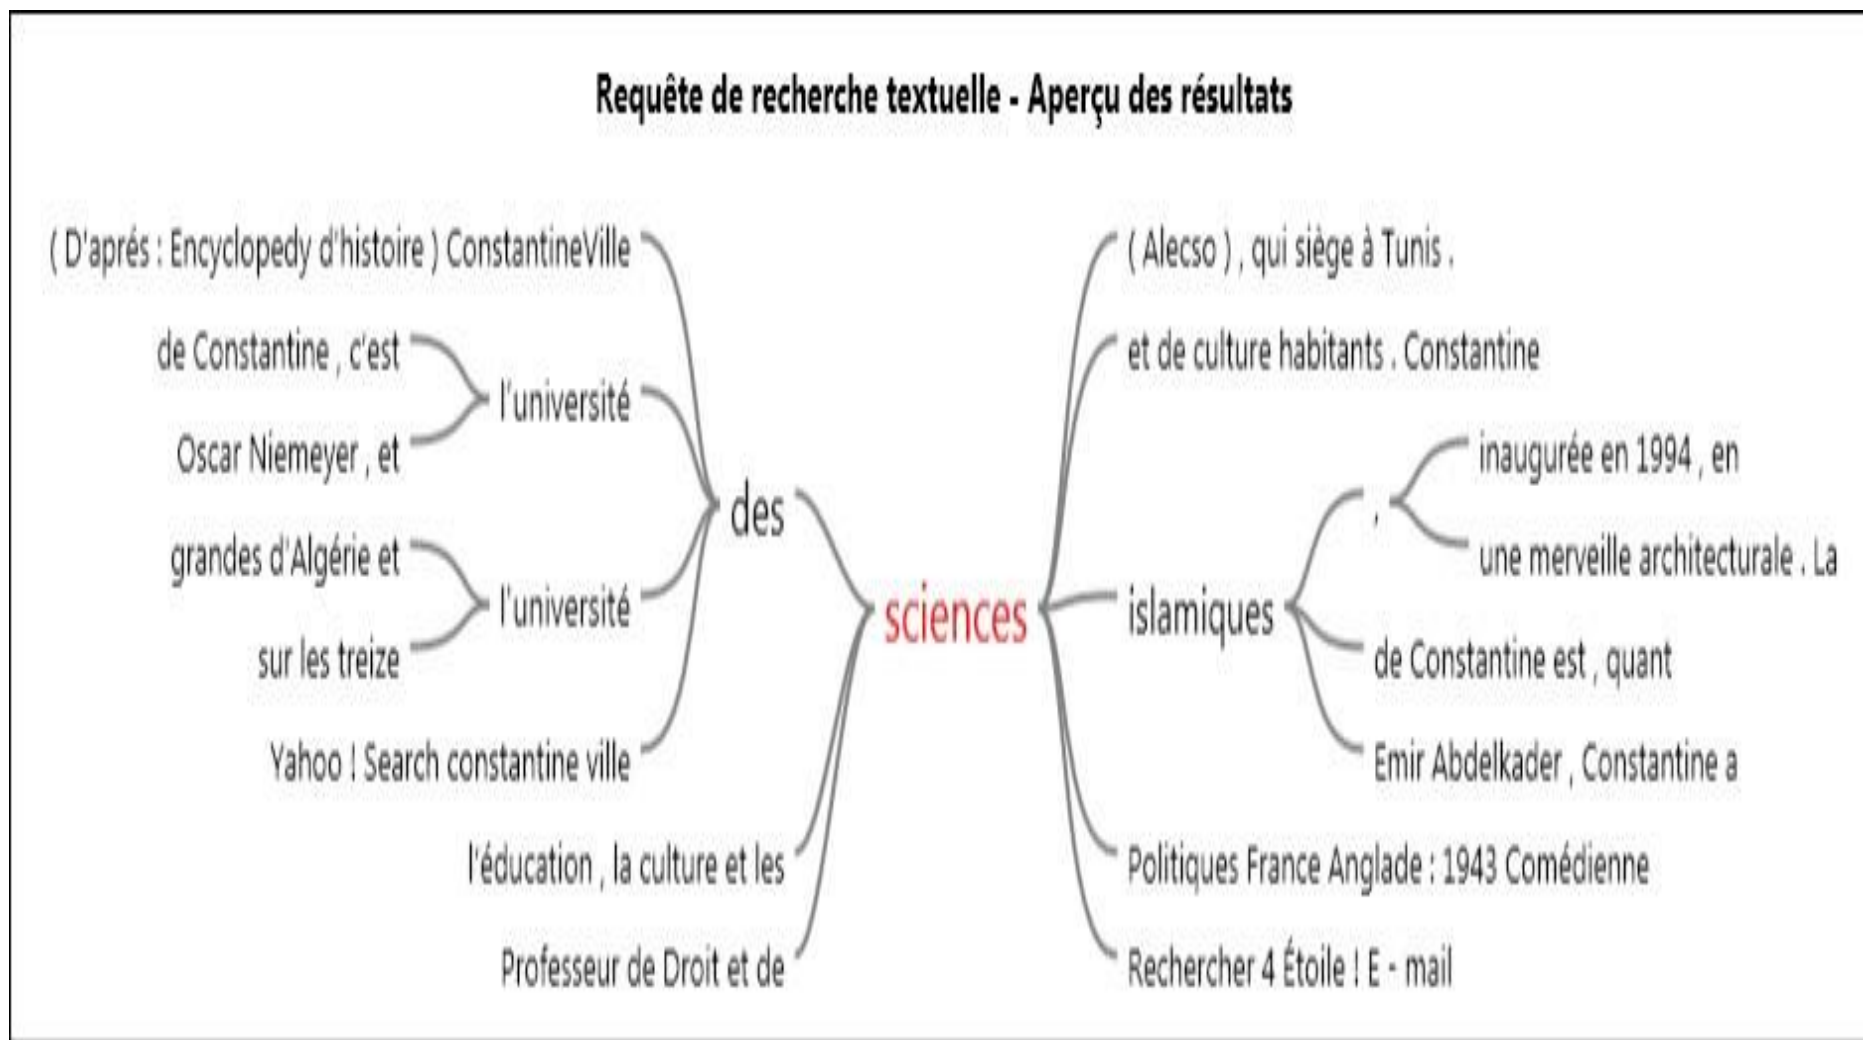 Requête de recherche textuelle - Aperçu des résultats
( D'aprés : Encyclopedy d'histoire ) ConstantineVille
de Constantine , c'est
l'université
Oscar Niemeyer , et
des
grandes d'Algérie et
l'université
sur les treize
Yahoo ! Search constantine ville
l'éducation , la culture et les
Professeur de Droit et de
sciences
( Alecso ) , qui siège à Tunis .
et de culture habitants . Constantine
islamiques
,
inaugurée en 1994 , en
une merveille architecturale . La
de Constantine est , quant
Emir Abdelkader , Constantine a
Politiques France Anglade : 1943 Comédienne
Rechercher 4 Étoile ! E - mail